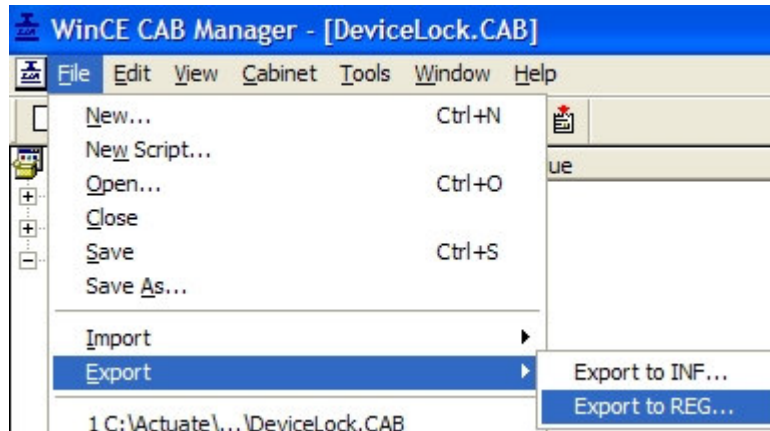 WinCE CAB Manager - [DeviceLock.CAB]
File Edit View Cabinet Tools Window Help
New... Ctrl+N
New Script...
ue
Open... Ctrl+O
Close
Save Ctrl+S
Save As...
Import
Export
Export to INF...
Export to REG...
1 C:\Actuate\...\DeviceLock.CAB